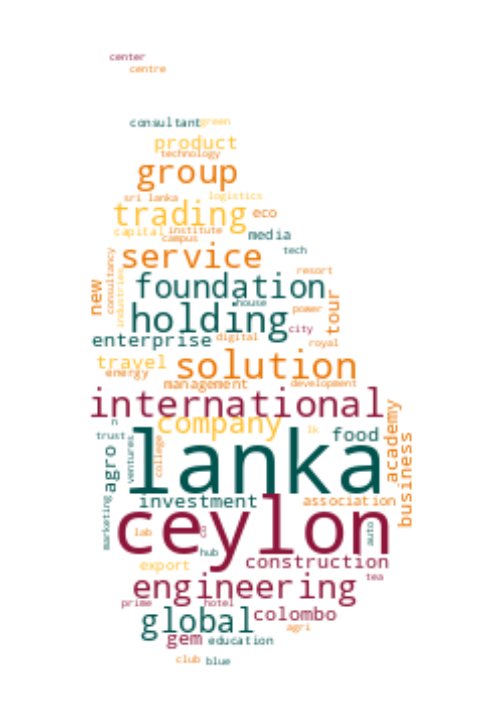 center
centre
consultant green
product
technology
group
sri lanka logistics
trading eco
capital institute
campus media
tech
service
consultancy
resort
industries
new
foundation
house
power
tour
holding
city
enterprise digital
royal
travel solution
energy
management development
international
company
n
lk
trust
food
academy
business
lanka
college
ventures
agro
marketing
investment association
ceylon
lab
co
auto
hub
construction
export
tea
engineering
prime hotel
global colombo
agri
gem education
club blue